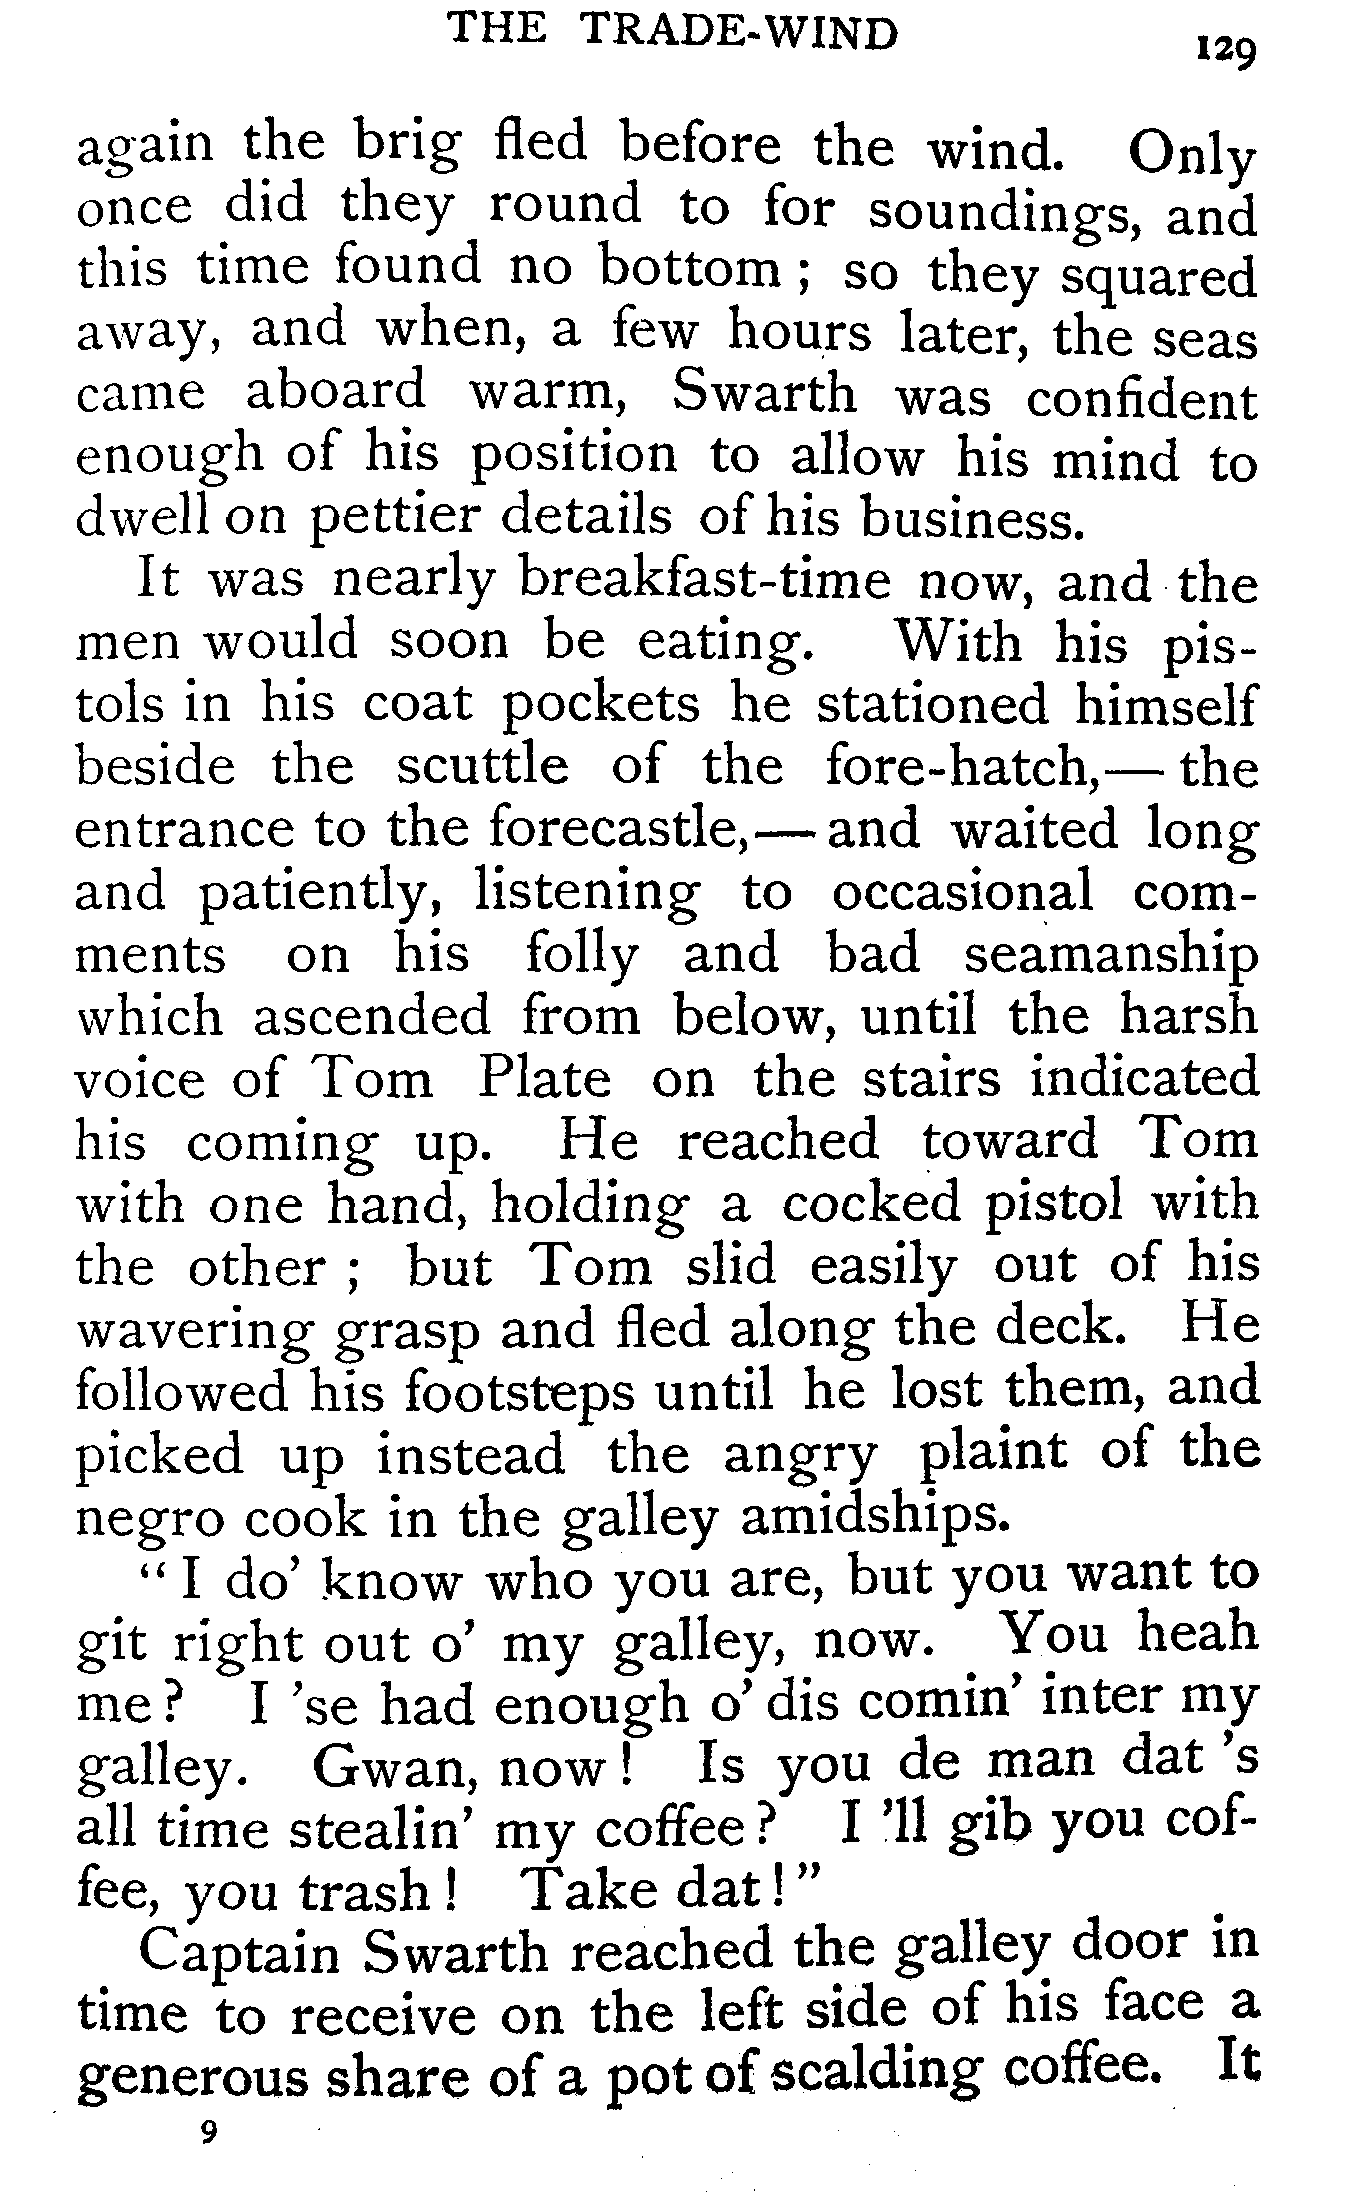 THE TRADE-WIND 129
again the brig fled before the wind. Only
once did they round to for soundings, and
this time found no bottom ; so they squared
away, and when, a few hours later, the seas
came aboard warm, Swarth was confident
enough of his position to allow his mind to
dwell on pettier details of his business.
It was nearly breakfast-time now, and the
men would soon be eating. With his pis-
tols in his coat pockets he stationed himself
beside the scuttle of the fore-hatch,— the
entrance to the forecastle,— and waited long
and patiently, listening to occasional com-
ments on his folly and bad seamanship
which ascended from below, until the harsh
voice of Tom Plate on the stairs indicated
his coming up. He reached toward Tom
with one hand, holding a cocked pistol with
the other ; but Tom slid easily out of his
wavering grasp and fled along the deck. He
followed his footsteps until he lost them, and
picked up instead the angry plaint of the
negro cook in the galley amidships.
“ I do’ know who you are, but you want to
git right out o’ my galley, now. You heah
me ? I ’se had enough o’ dis comin’ inter my
galley. Gwan, now ! Is you de man dat ’s
all time stealin’ my coffee ? I ’ll gib you cof-
fee, you trash ! Take dat ! ”
Captain Swarth reached the galley door in
time to receive on the left side of his face a
generous share of a pot of scalding coffee. It
9